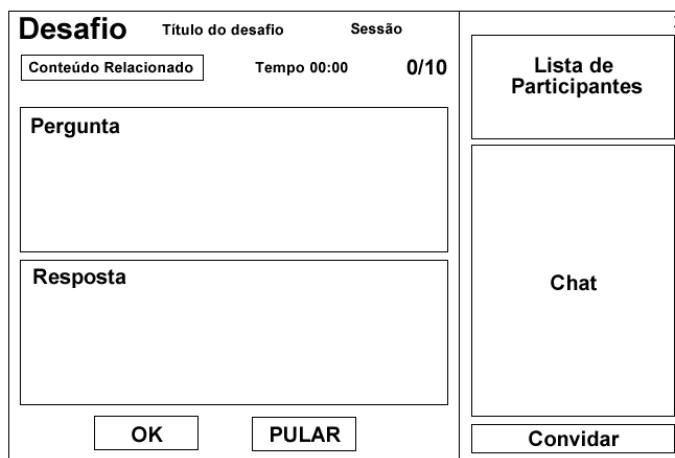 Desafio Título do desafio Sessão
Conteúdo Relacionado Tempo 00:00 0/10
Pergunta
Resposta
OK PULAR
Lista de
Participantes
Chat
Convidar